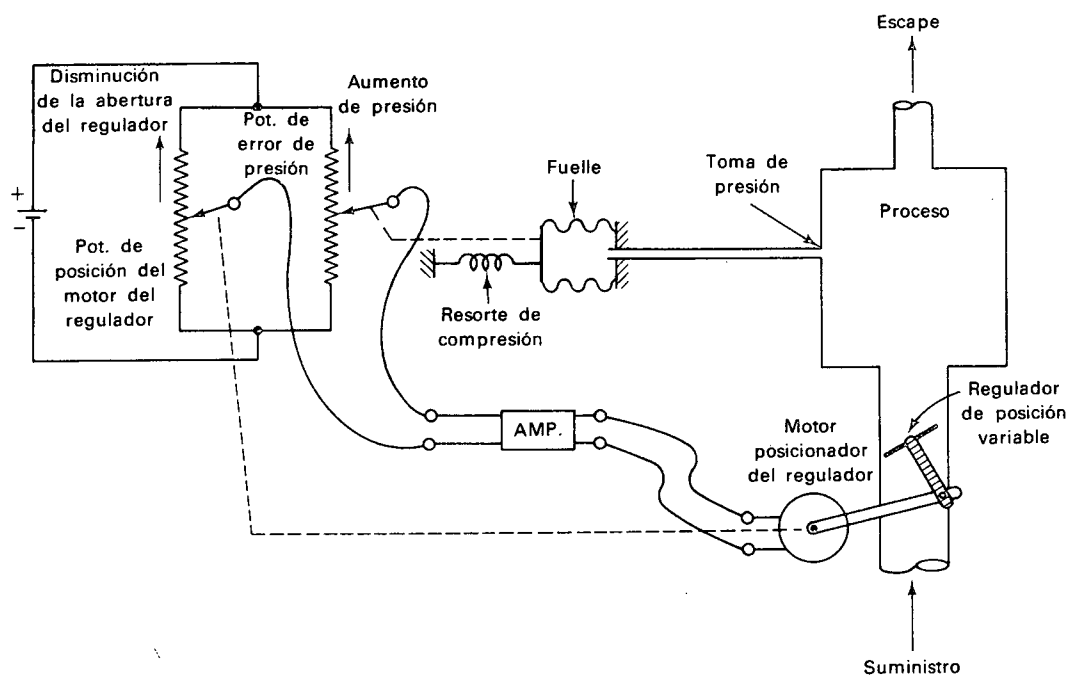 Escape
Disminución
de la abertura
del regulador
Aumento
de presión
Pot. de
error de
presión
+
−
Pot. de
posición del
motor del
regulador
Fuelle
Toma de
presión
Proceso
Resorte de
compresión
AMP.
Motor
posicionador
del regulador
Regulador
de posición
variable
Suministro